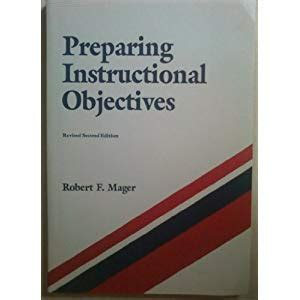 Preparing
Instructional
Objectives
Revised Second Edition
Robert F. Mager